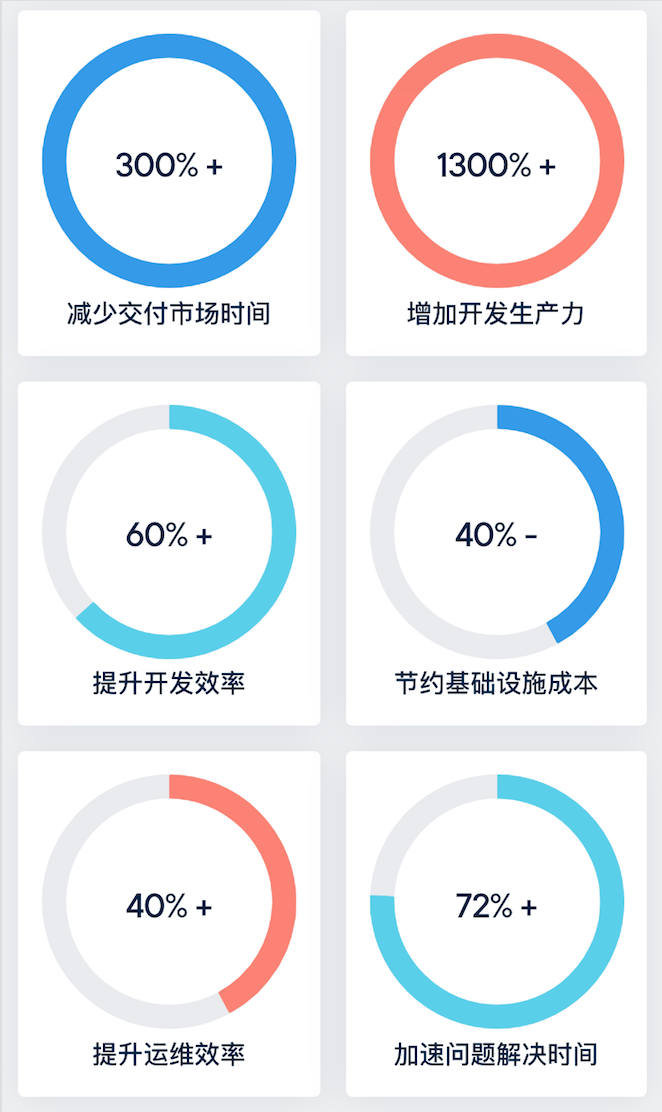 300% +
减少交付市场时间
1300% +
增加开发生产力
60% +
提升开发效率
40% -
节约基础设施成本
40% +
提升运维效率
72% +
加速问题解决时间